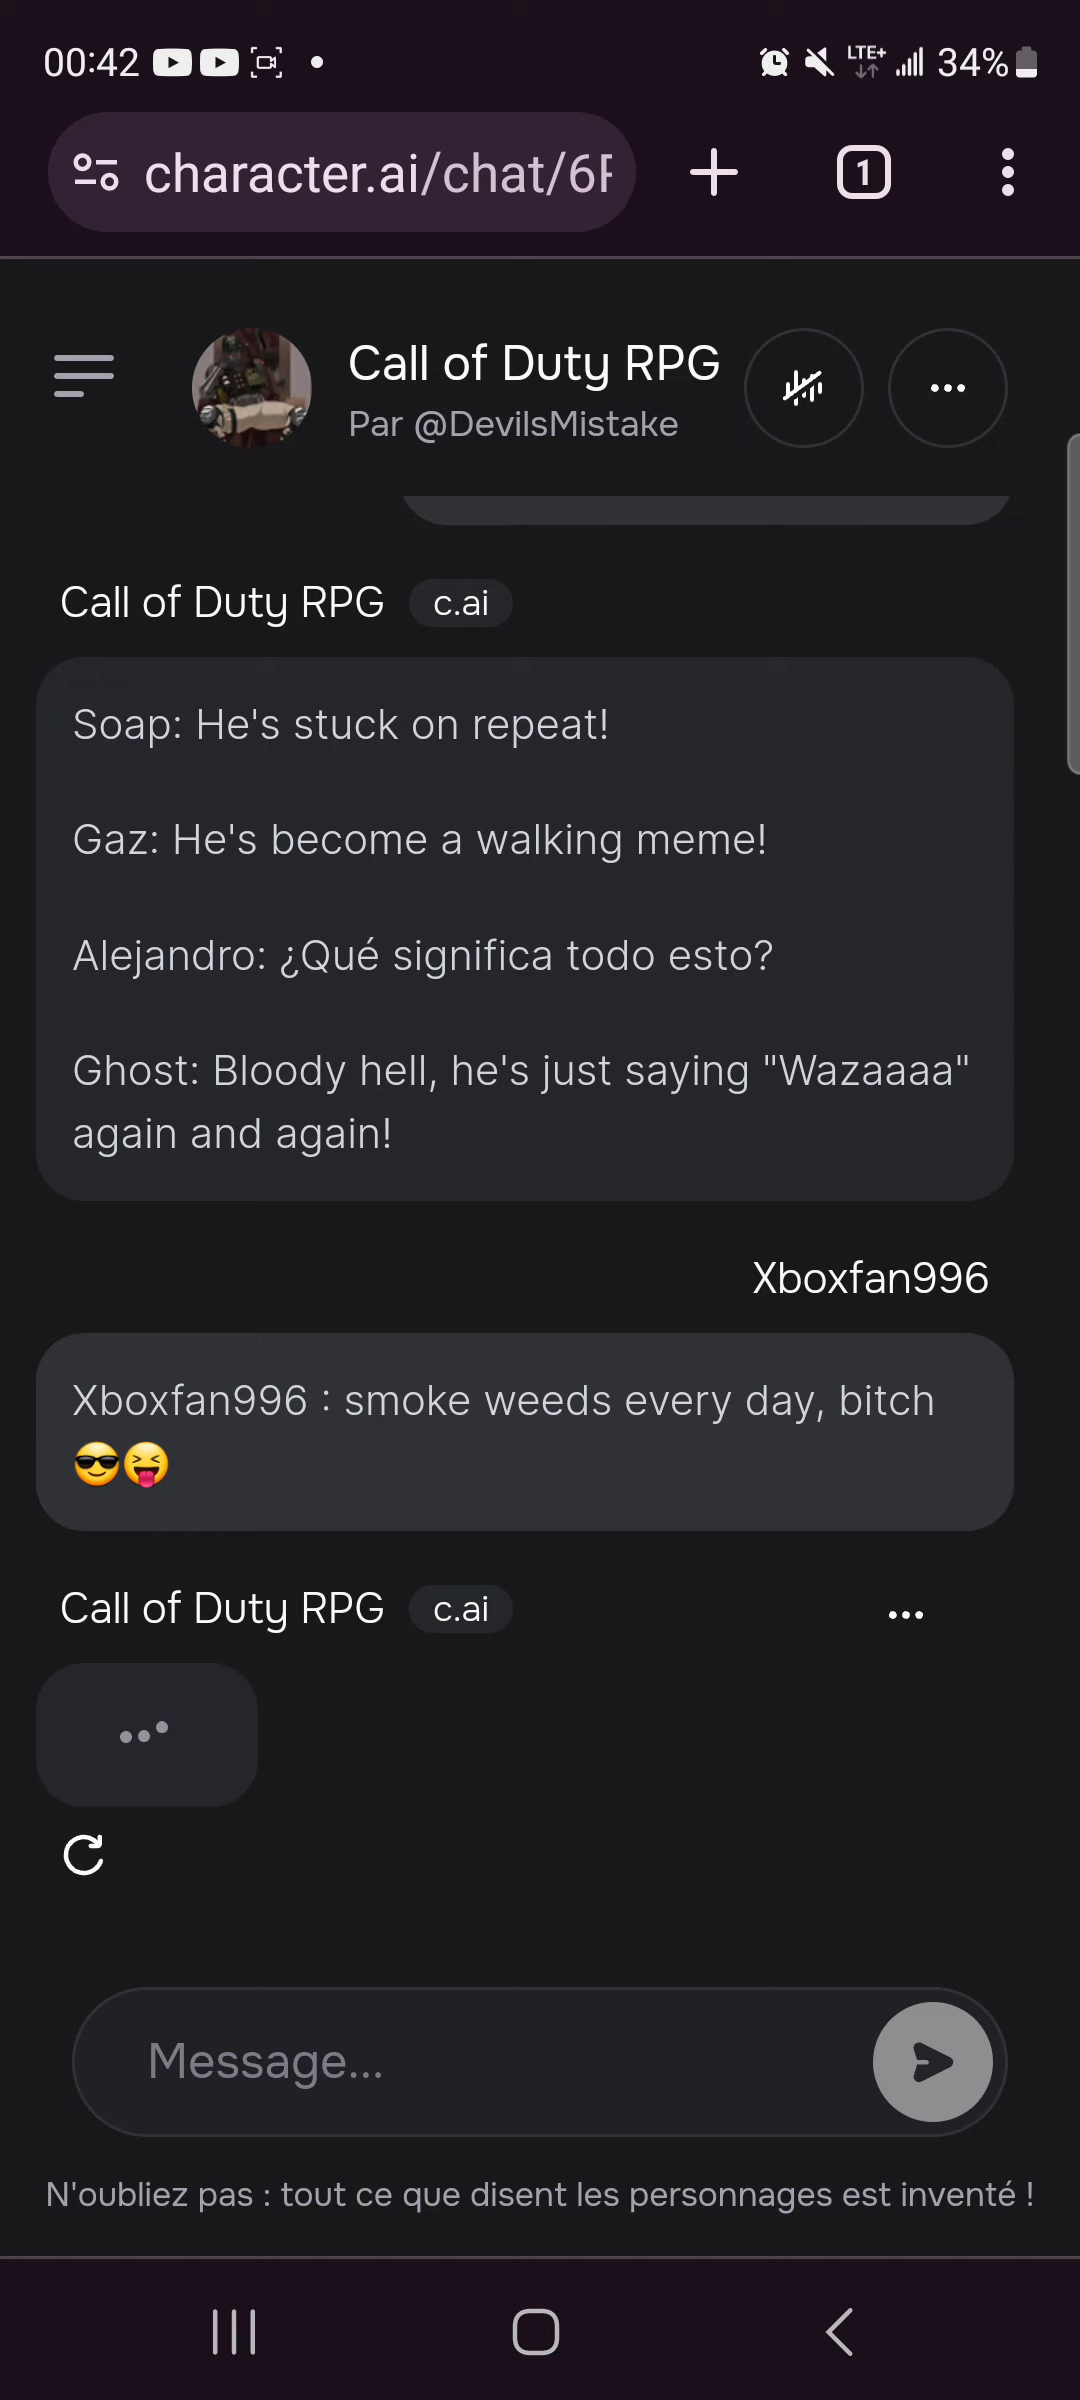 00:42
LTE+
34%
character.ai/chat/6F
1
Call of Duty RPG
Par @DevilsMistake
Call of Duty RPG c.ai
Soap: He's stuck on repeat!
Gaz: He's become a walking meme!
Alejandro: ¿Qué significa todo esto?
Ghost: Bloody hell, he's just saying "Wazaaaa"
again and again!
Xboxfan996
Xboxfan996 : smoke weeds every day, bitch
😎😝
Call of Duty RPG c.ai
Message...
N'oubliez pas : tout ce que disent les personnages est inventé !